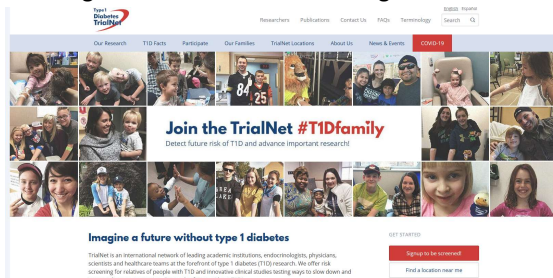 Type 1
Diabetes
TrialNet
English Español
Researchers Publications Contact Us FAQs Terminology Search
Our Research T1D Facts Participate Our Families TrialNet Locations About Us News & Events COVID-19
84
25
Join the TrialNet #T1Dfamily
Detect future risk of T1D and advance important research!
Imagine a future without type 1 diabetes
GET STARTED
TrialNet is an international network of leading academic institutions, endocrinologists, physicians,
Signup to be screened!
scientists and healthcare teams at the forefront of type 1 diabetes (T1D) research. We offer risk
Find a location near me
screening for relatives of people with T1D and innovative clinical studies testing ways to slow down and